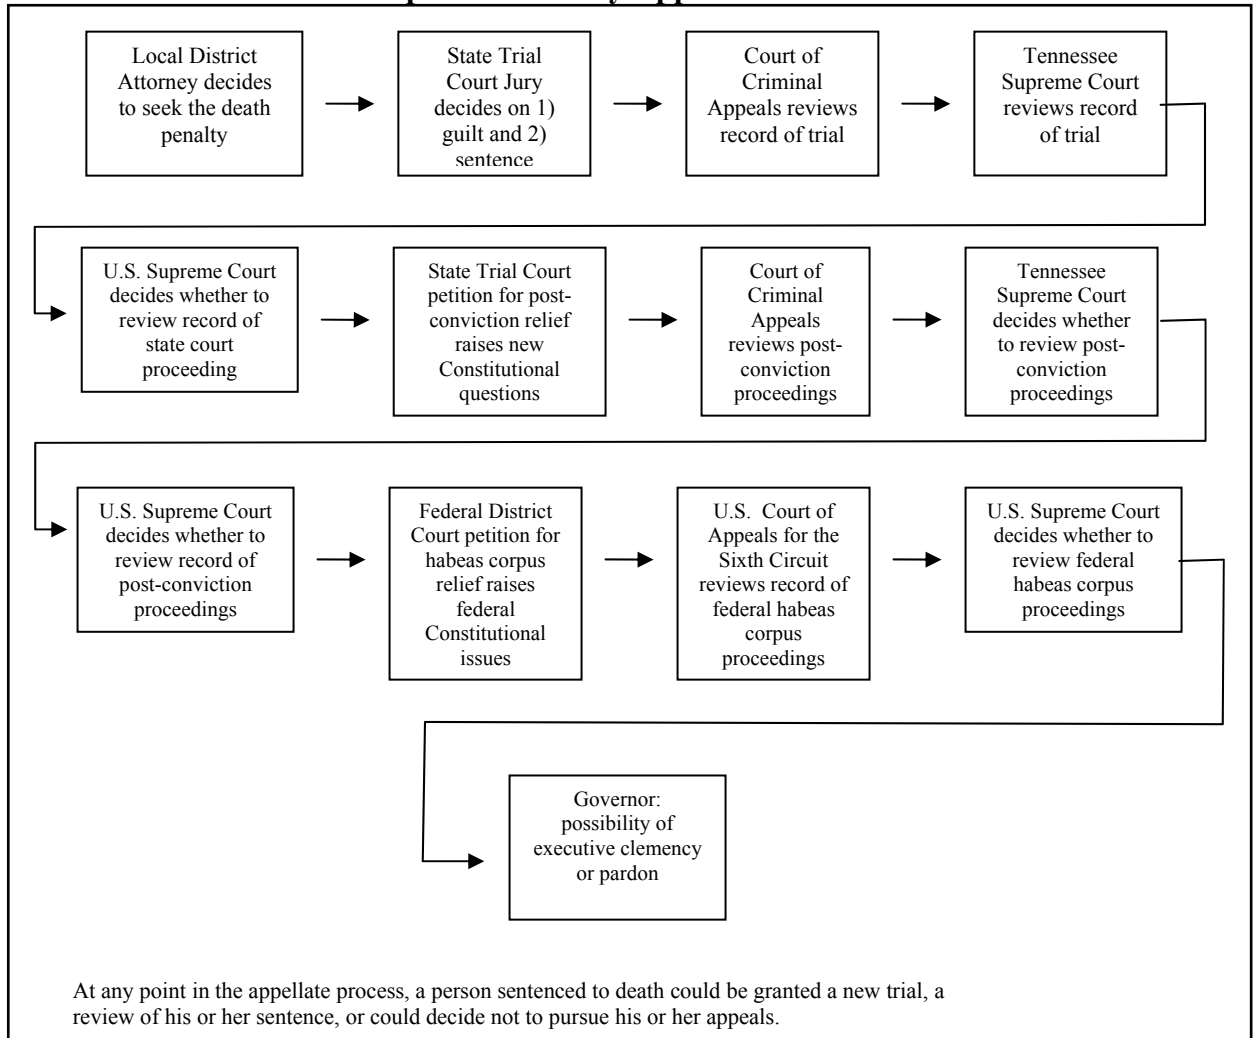 Local District
Attorney decides
to seek the death
penalty
State Trial
Court Jury
decides on 1)
guilt and 2)
sentence
Court of
Criminal
Appeals reviews
record of trial
Tennessee
Supreme Court
reviews record
of trial
U.S. Supreme Court
decides whether to
review record of
state court
proceeding
State Trial Court
petition for post-
conviction relief
raises new
Constitutional
questions
Court of
Criminal
Appeals
reviews post-
conviction
proceedings
Tennessee
Supreme Court
decides whether
to review post-
conviction
proceedings
U.S. Supreme Court
decides whether to
review record of
post-conviction
proceedings
Federal District
Court petition for
habeas corpus
relief raises
federal
Constitutional
issues
U.S. Court of
Appeals for the
Sixth Circuit
reviews record of
federal habeas
corpus
proceedings
U.S. Supreme Court
decides whether to
review federal
habeas corpus
proceedings
Governor:
possibility of
executive clemency
or pardon
At any point in the appellate process, a person sentenced to death could be granted a new trial, a
review of his or her sentence, or could decide not to pursue his or her appeals.